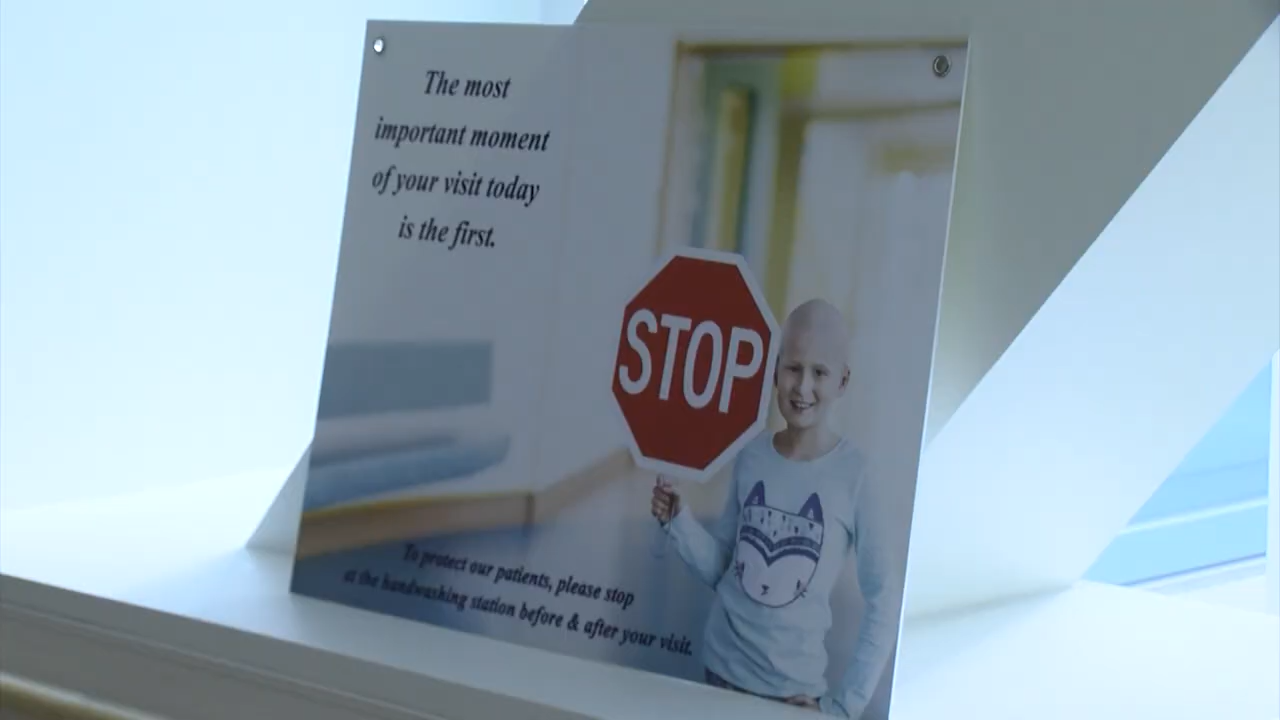 The most
important moment
of your visit today
is the first.
STOP
To protect our patients, please stop
at the handwashing station before & after your visit.